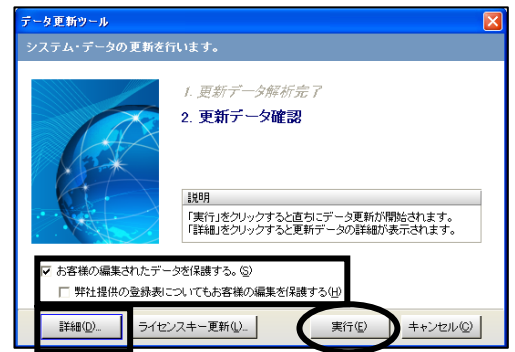 データ更新ツール
システム・データの更新を行います。
1. 更新データ解析完了
2. 更新データ確認
説明
「実行」をクリックすると直ちにデータ更新が開始されます。
「詳細」をクリックすると更新データの詳細が表示されます。
お客様の編集されたデータを保護する。(S)
弊社提供の登録表についてもお客様の編集を保護する(H)
詳細(D)... ライセンスキー更新(L)... 実行(E) キャンセル(C)